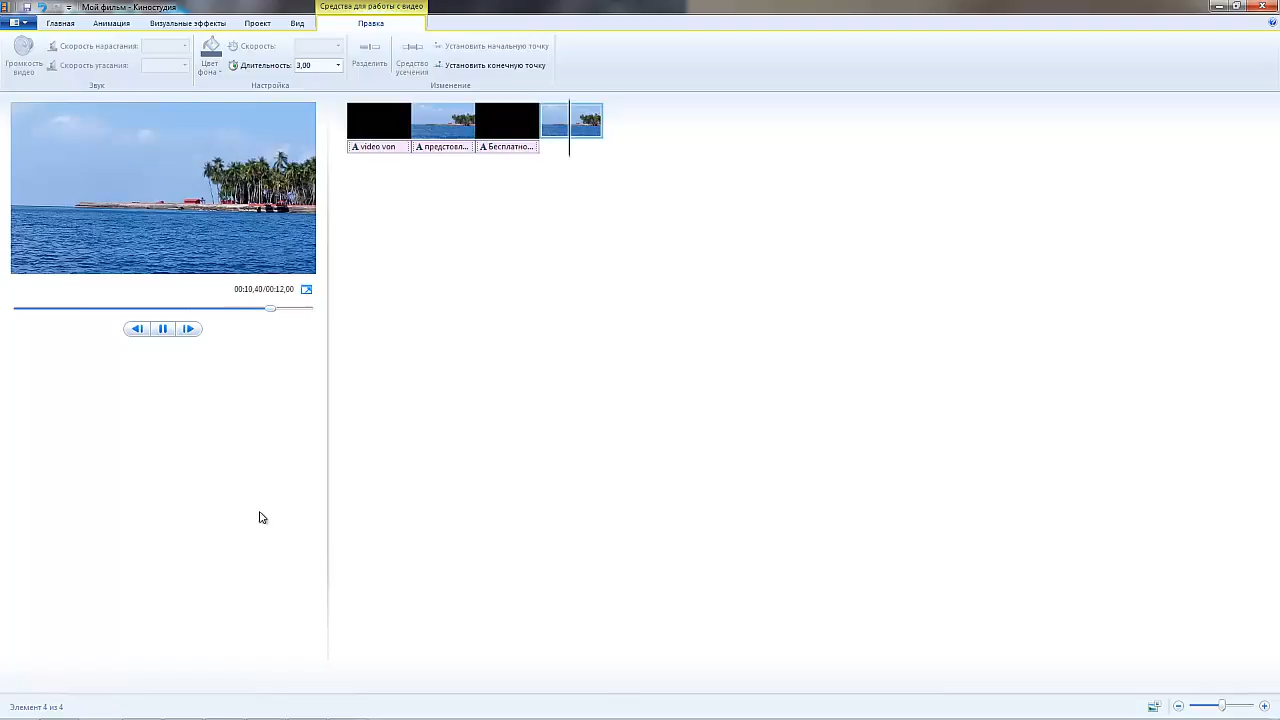 Мой фильм - Киностудия
Средства для работы с видео
Главная
Анимация
Визуальные эффекты
Проект
Вид
Правка
Громкость видео
Скорость нарастания:
Скорость угасания:
Звук
Цвет фона
Скорость:
Длительность: 3,00
Настройка
Разделить
Средство усечения
Установить начальную точку
Установить конечную точку
Изменение
A video von
A предстовл...
A Бесплатно...
00:10,40/00:12,00
Элемент 4 из 4